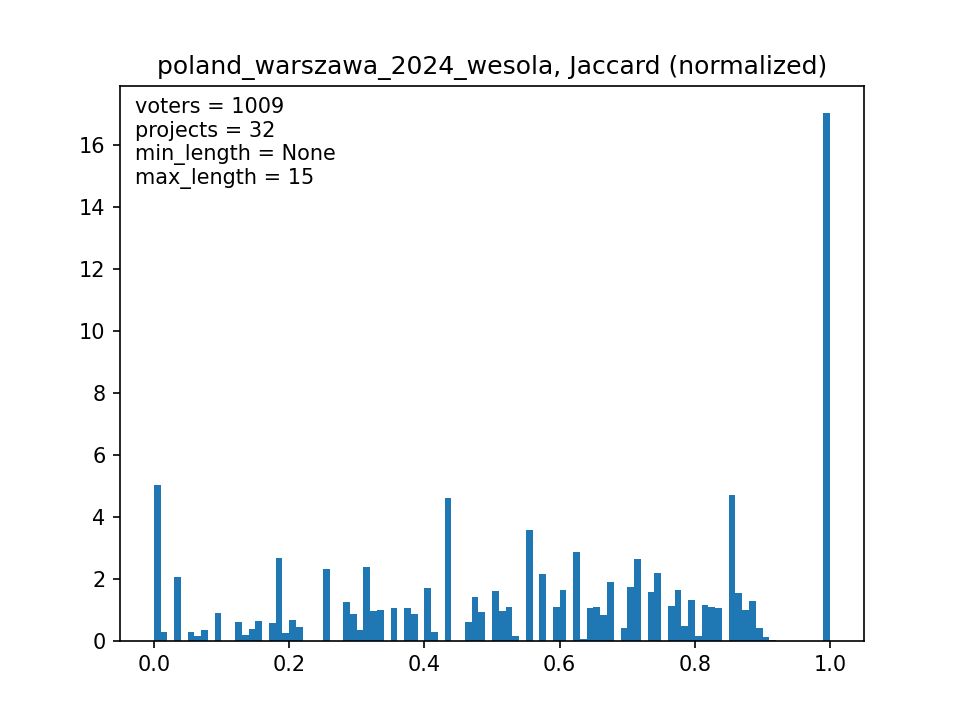 poland_warszawa_2024_wesola, Jaccard (normalized)
voters = 1009
projects = 32
min_length = None
max_length = 15
16
14
12
10
8
6
4
2
0
0.0 0.2 0.4 0.6 0.8 1.0